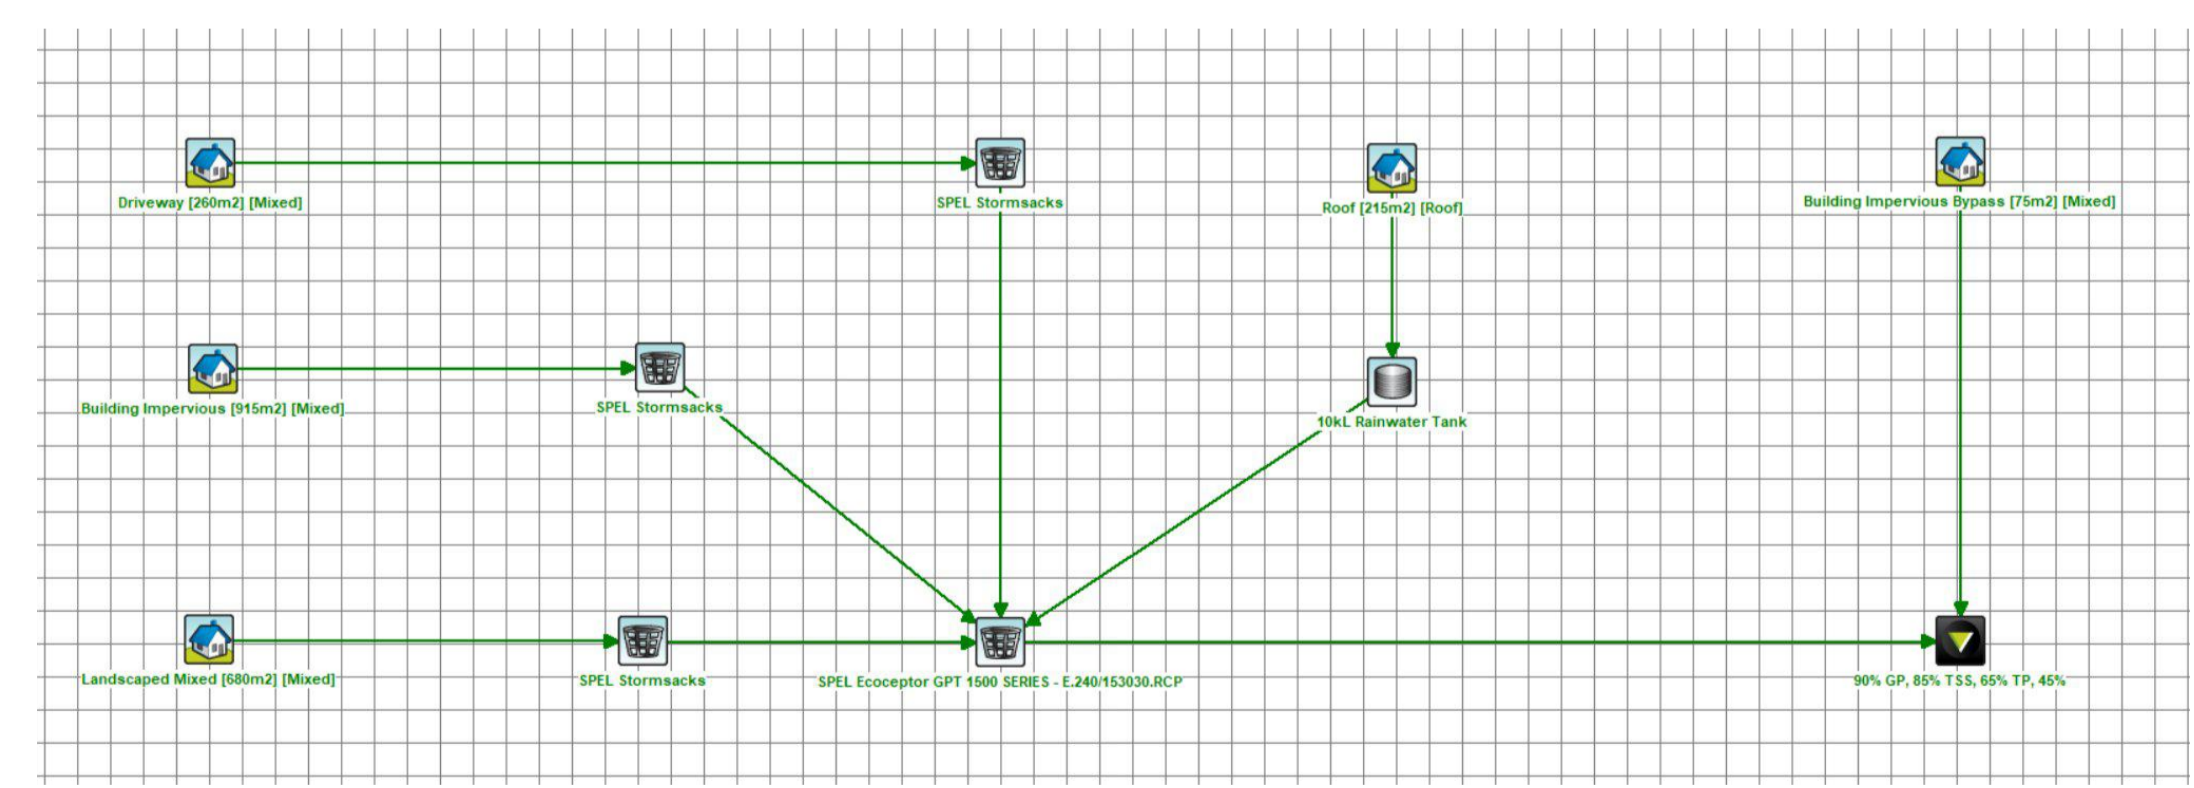 Driveway [260m2] [Mixed]
SPEL Stormsacks
Roof [215m2] [Roof]
Building Impervious Bypass [75m2] [Mixed]
Building Impervious [915m2] [Mixed]
SPEL Stormsacks
10kL Rainwater Tank
Landscaped Mixed [680m2] [Mixed]
SPEL Stormsacks
SPEL Ecoceptor GPT 1500 SERIES - E.240/153030.RCP
90% GP, 85% TSS, 65% TP, 45%